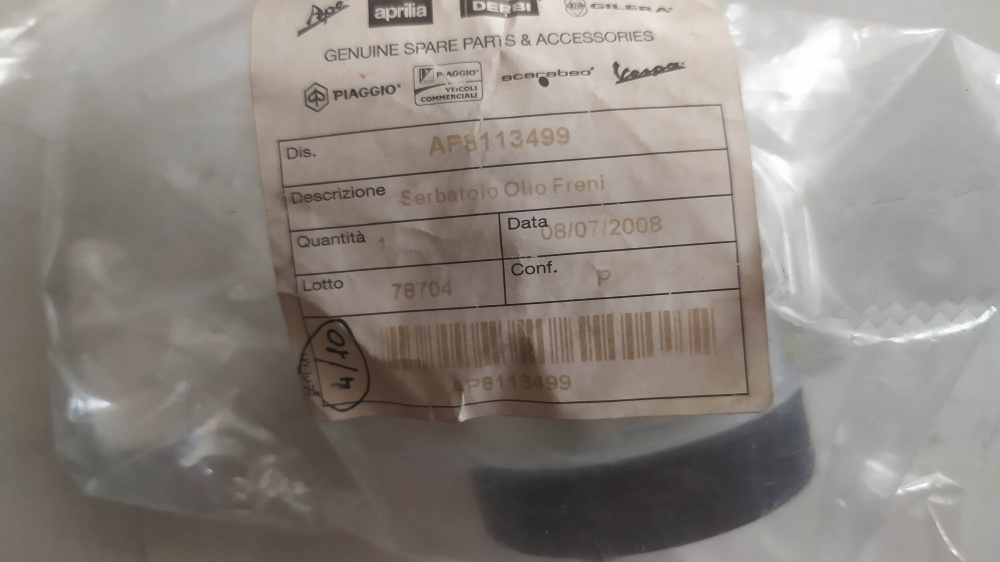 Ape aprilia DERBI GILERA
GENUINE SPARE PARTS & ACCESSORIES
PIAGGIO PIAGGIO VEICOLI COMMERCIALI scarabeo Vespa
Dis. AP8113499
Descrizione Serbatoio Olio Freni
Quantità 1 Data 08/07/2008
Lotto 78704 Conf. P
4/10
AP8113499